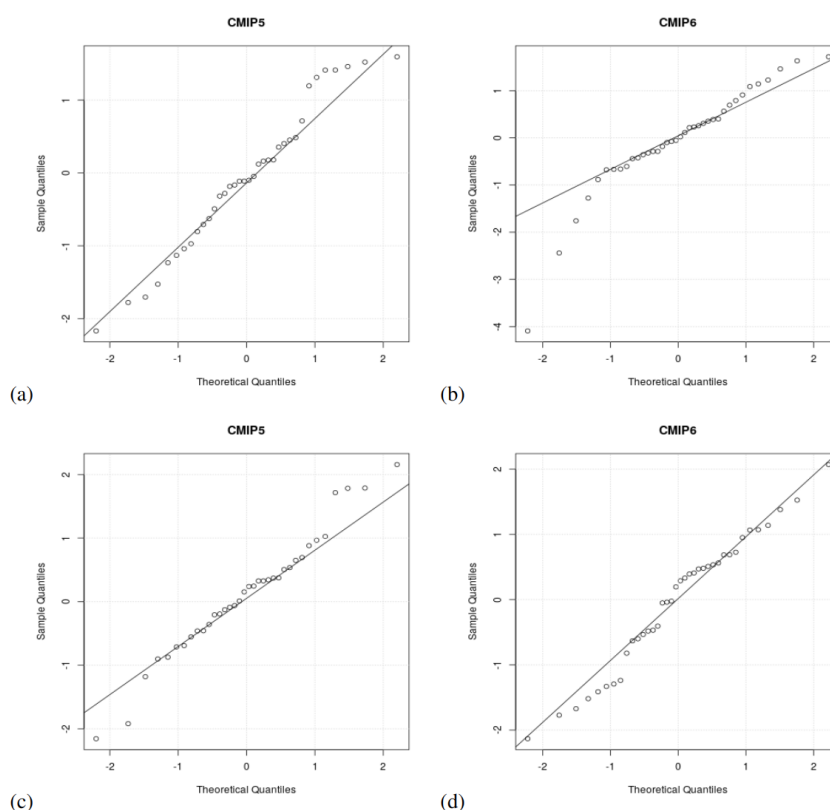 CMIP5
Sample Quantiles
1
0
-1
-2
-2 -1 0 1 2
Theoretical Quantiles
(a)
CMIP6
Sample Quantiles
1
0
-1
-2
-3
-4
-2 -1 0 1 2
Theoretical Quantiles
(b)
CMIP5
Sample Quantiles
2
1
0
-1
-2
-2 -1 0 1 2
Theoretical Quantiles
(c)
CMIP6
Sample Quantiles
2
1
0
-1
-2
-2 -1 0 1 2
Theoretical Quantiles
(d)